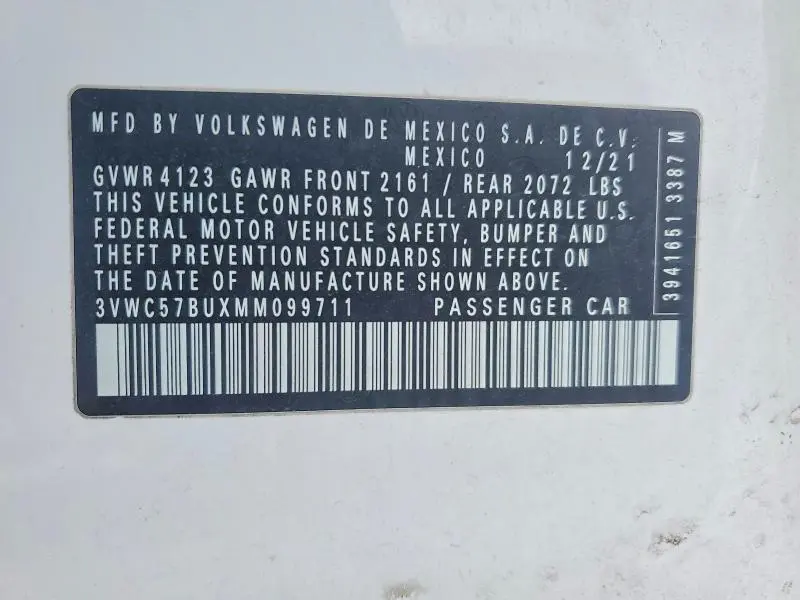 MFD BY VOLKSWAGEN DE MEXICO S.A. DE C.V.
MEXICO 12/21
GVWR 4123 GAWR FRONT 2161 / REAR 2072 LBS
THIS VEHICLE CONFORMS TO ALL APPLICABLE U.S.
FEDERAL MOTOR VEHICLE SAFETY, BUMPER AND
THEFT PREVENTION STANDARDS IN EFFECT ON
THE DATE OF MANUFACTURE SHOWN ABOVE.
3VWC57BUXMM099711 PASSENGER CAR
3941651 3387 M